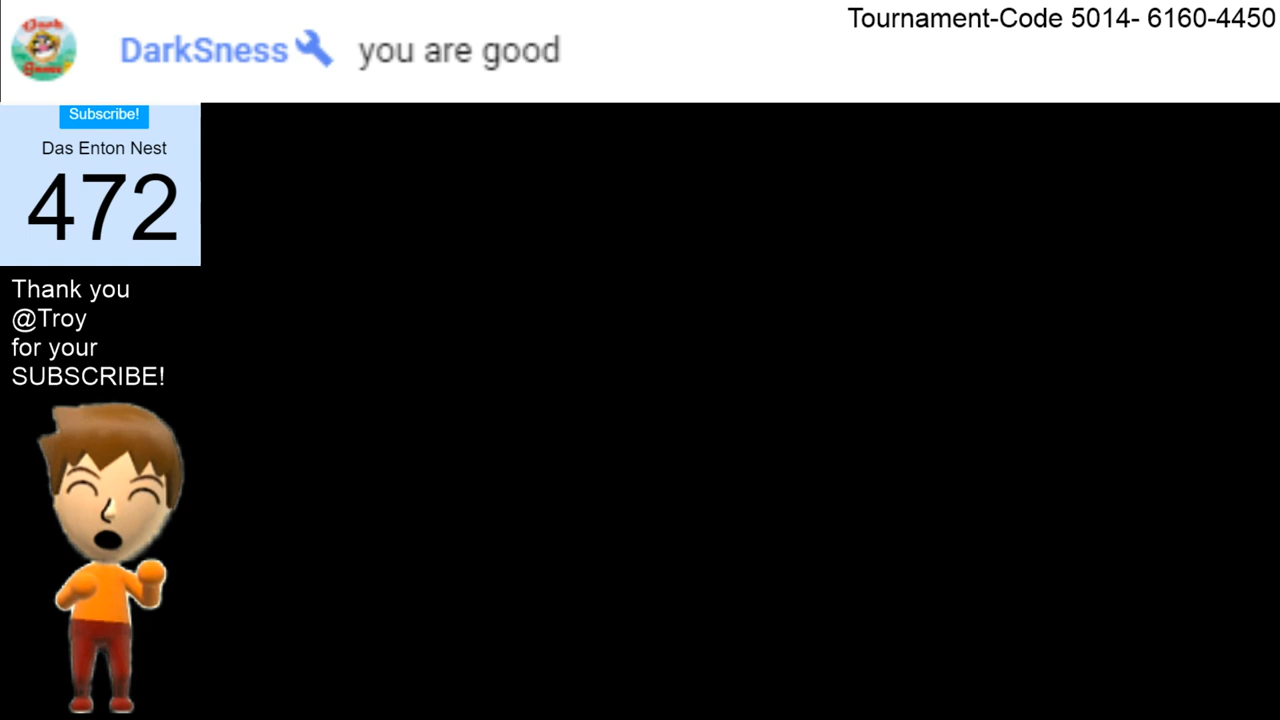 DarkSness you are good
Tournament-Code 5014- 6160-4450
Subscribe!
Das Enton Nest
472
Thank you
@Troy
for your
SUBSCRIBE!